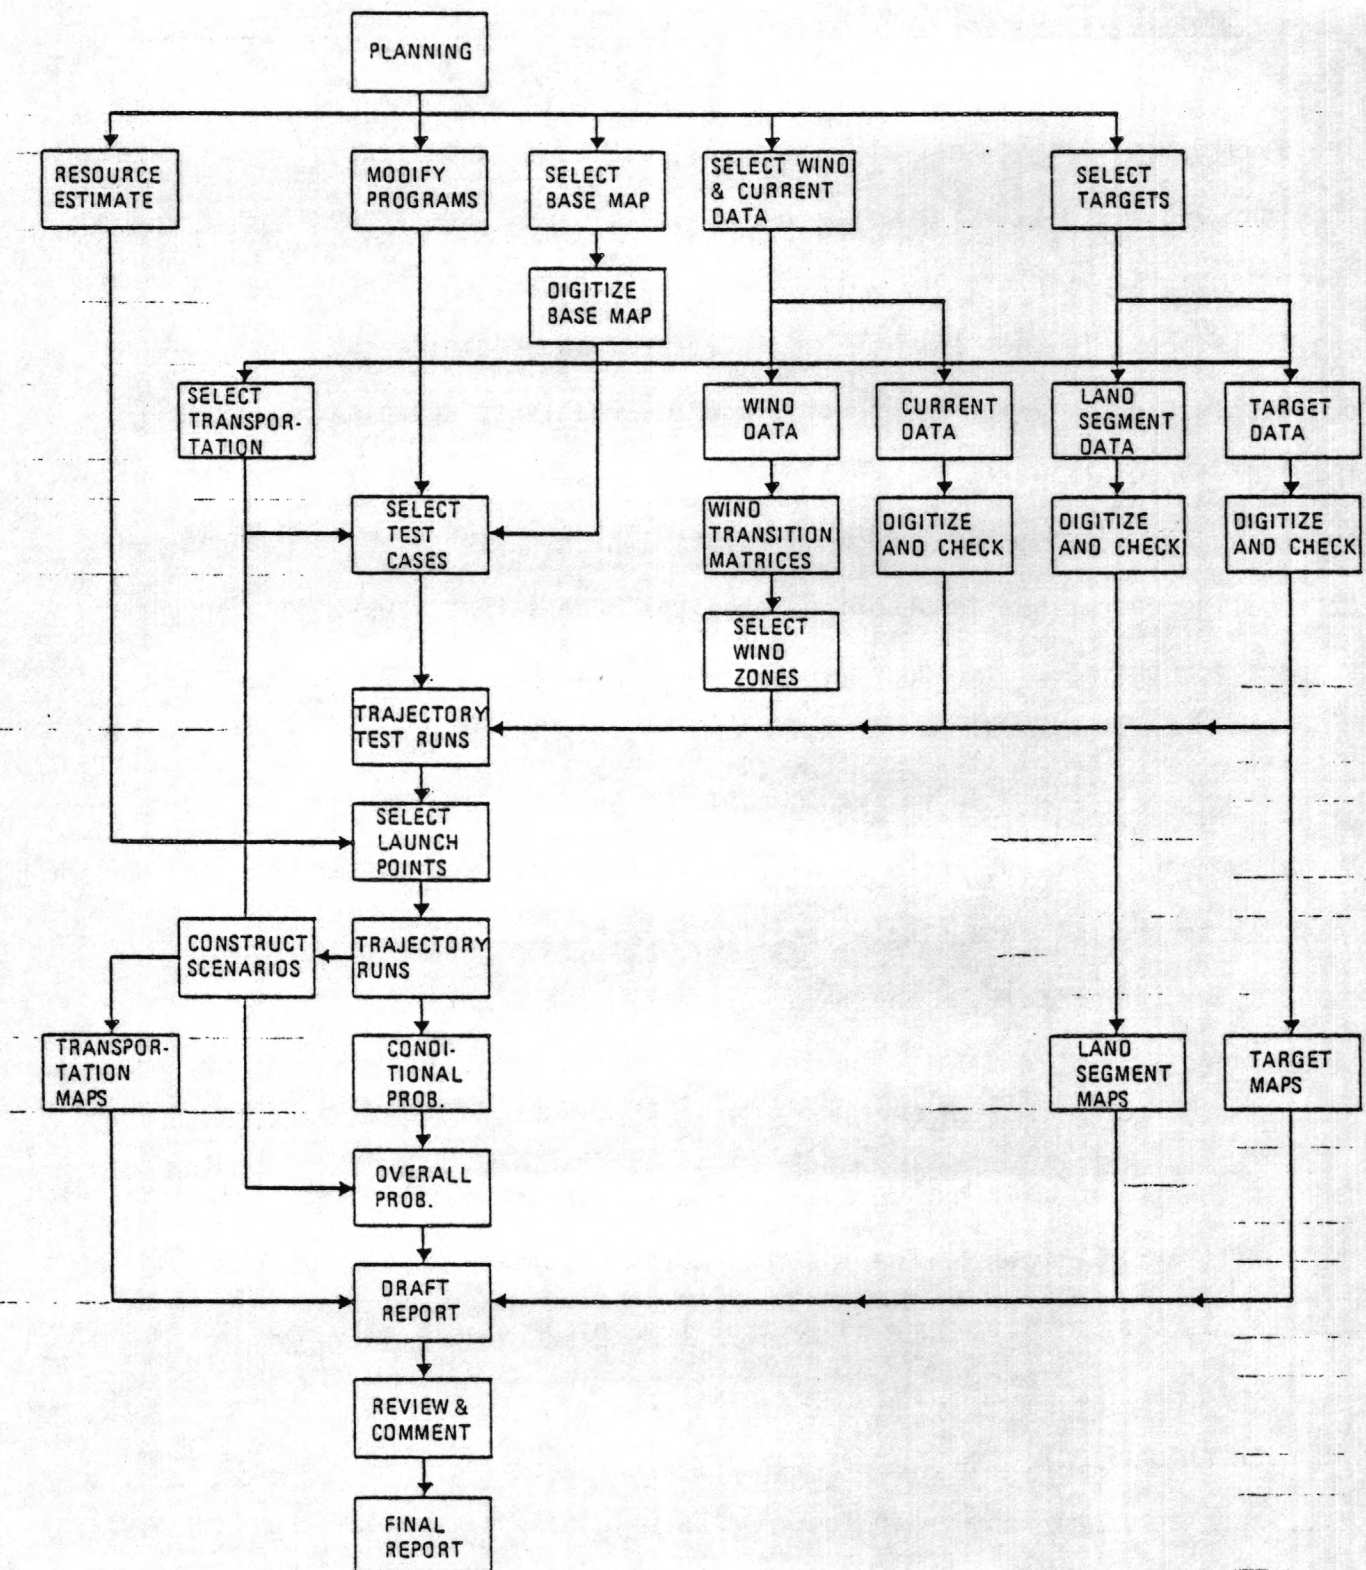 PLANNING
RESOURCE
ESTIMATE
MODIFY
PROGRAMS
SELECT
BASE MAP
SELECT WIND
& CURRENT
DATA
SELECT
TARGETS
DIGITIZE
BASE MAP
SELECT
TRANSPOR-
TATION
WIND
DATA
CURRENT
DATA
LAND
SEGMENT
DATA
TARGET
DATA
SELECT
TEST
CASES
WIND
TRANSITION
MATRICES
DIGITIZE
AND CHECK
DIGITIZE
AND CHECK
DIGITIZE
AND CHECK
SELECT
WIND
ZONES
TRAJECTORY
TEST RUNS
SELECT
LAUNCH
POINTS
CONSTRUCT
SCENARIOS
TRAJECTORY
RUNS
TRANSPOR-
TATION
MAPS
CONDI-
TIONAL
PROB.
LAND
SEGMENT
MAPS
TARGET
MAPS
OVERALL
PROB.
DRAFT
REPORT
REVIEW &
COMMENT
FINAL
REPORT